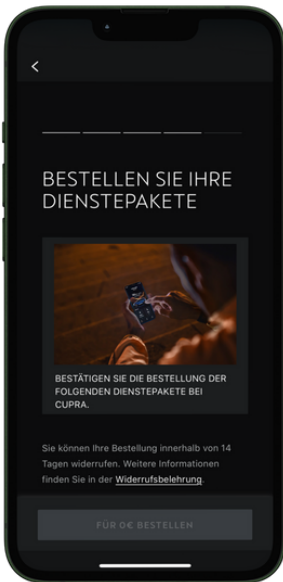 BESTELLEN SIE IHRE
DIENSTEPAKETE
BESTÄTIGEN SIE DIE BESTELLUNG DER
FOLGENDEN DIENSTEPAKETE BEI
CUPRA.
Sie können Ihre Bestellung innerhalb von 14
Tagen widerrufen. Weitere Informationen
finden Sie in der Widerrufsbelehrung.
FÜR 0€ BESTELLEN